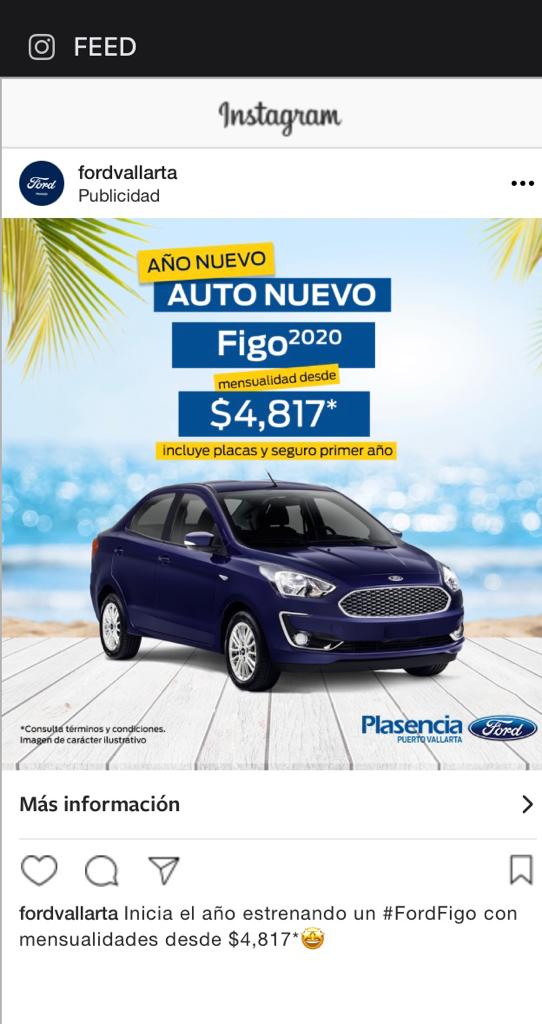 FEED
Instagram
Ford
fordvallarta
Publicidad
AÑO NUEVO
AUTO NUEVO
Figo2020
mensualidad desde
$4,817*
incluye placas y seguro primer año
*Consulta términos y condiciones.
Imagen de carácter ilustrativo
Plasencia
PUERTO VALLARTA
Ford
Más información
fordvallarta Inicia el año estrenando un #FordFigo con
mensualidades desde $4,817*🤩